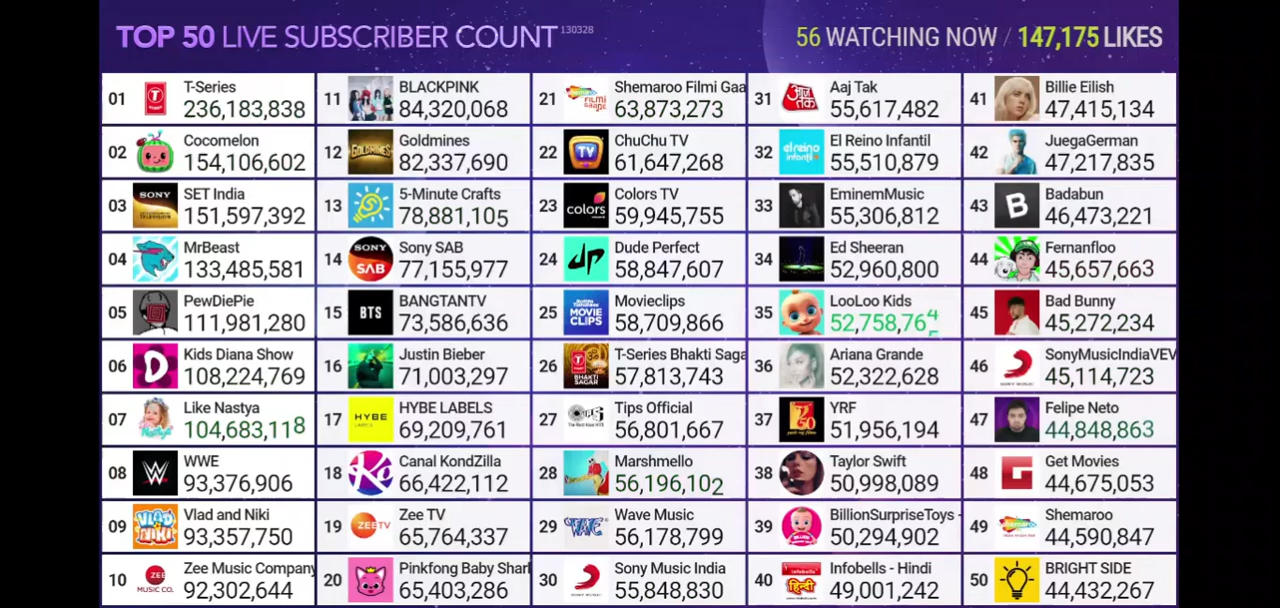 TOP 50 LIVE SUBSCRIBER COUNT 130328
56 WATCHING NOW / 147,175 LIKES
01 T-Series
236,183,838
02 Cocomelon
154,106,602
03 SET India
151,597,392
04 MrBeast
133,485,581
05 PewDiePie
111,981,280
06 Kids Diana Show
108,224,769
07 Like Nastya
104,683,118
08 WWE
93,376,906
09 Vlad and Niki
93,357,750
10 Zee Music Company
92,302,644
11 BLACKPINK
84,320,068
12 Goldmines
82,337,690
13 5-Minute Crafts
78,881,105
14 Sony SAB
77,155,977
15 BANGTANTV
73,586,636
16 Justin Bieber
71,003,297
17 HYBE LABELS
69,209,761
18 Canal KondZilla
66,422,112
19 Zee TV
65,764,337
20 Pinkfong Baby Shar
65,403,286
21 Shemaroo Filmi Gaa
63,873,273
22 ChuChu TV
61,647,268
23 Colors TV
59,945,755
24 Dude Perfect
58,847,607
25 Movieclips
58,709,866
26 T-Series Bhakti Saga
57,813,743
27 Tips Official
56,801,667
28 Marshmello
56,196,102
29 Wave Music
56,178,799
30 Sony Music India
55,848,830
31 Aaj Tak
55,617,482
32 El Reino Infantil
55,510,879
33 EminemMusic
55,306,812
34 Ed Sheeran
52,960,800
35 LooLoo Kids
52,758,764
36 Ariana Grande
52,322,628
37 YRF
51,956,194
38 Taylor Swift
50,998,089
39 BillionSurpriseToys -
50,294,902
40 Infobells - Hindi
49,001,242
41 Billie Eilish
47,415,134
42 JuegaGerman
47,217,835
43 Badabun
46,473,221
44 Fernanfloo
45,657,663
45 Bad Bunny
45,272,234
46 SonyMusicIndiaVEV
45,114,723
47 Felipe Neto
44,848,863
48 Get Movies
44,675,053
49 Shemaroo
44,590,847
50 BRIGHT SIDE
44,432,267